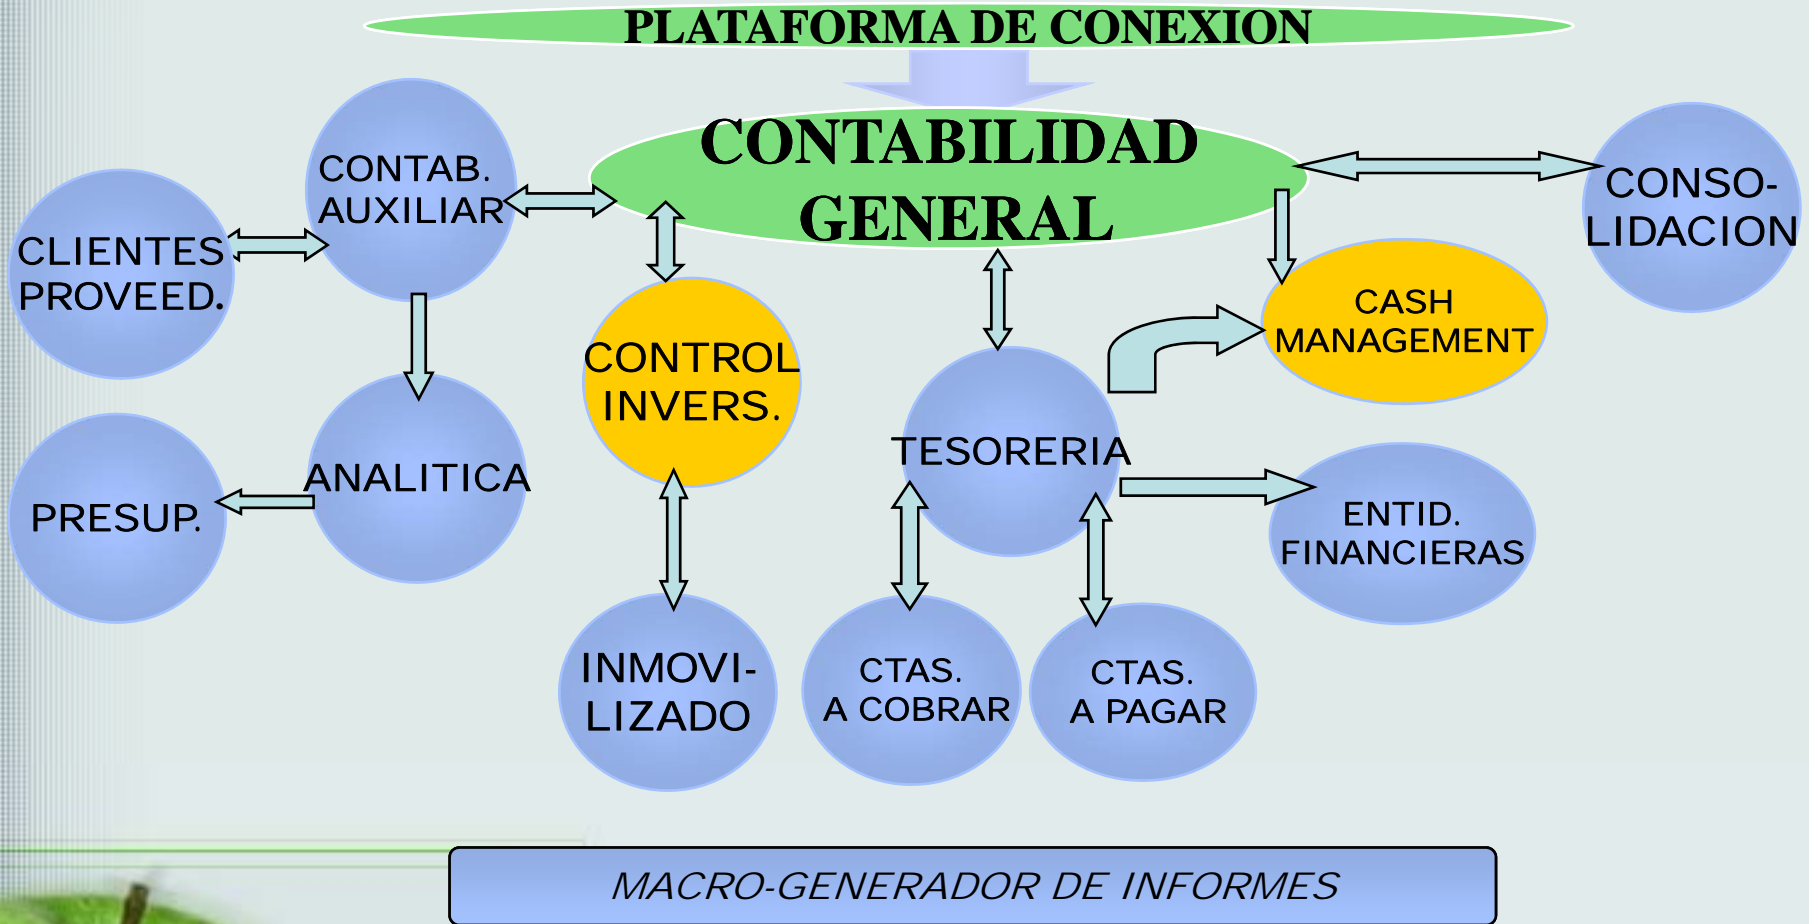 PLATAFORMA DE CONEXION
CONTABILIDAD
GENERAL
CONTAB.
AUXILIAR
CLIENTES
PROVEED.
CONSO-
LIDACION
CASH
MANAGEMENT
CONTROL
INVERS.
TESORERIA
ANALITICA
PRESUP.
ENTID.
FINANCIERAS
INMOVI-
LIZADO
CTAS.
A COBRAR
CTAS.
A PAGAR
MACRO-GENERADOR DE INFORMES